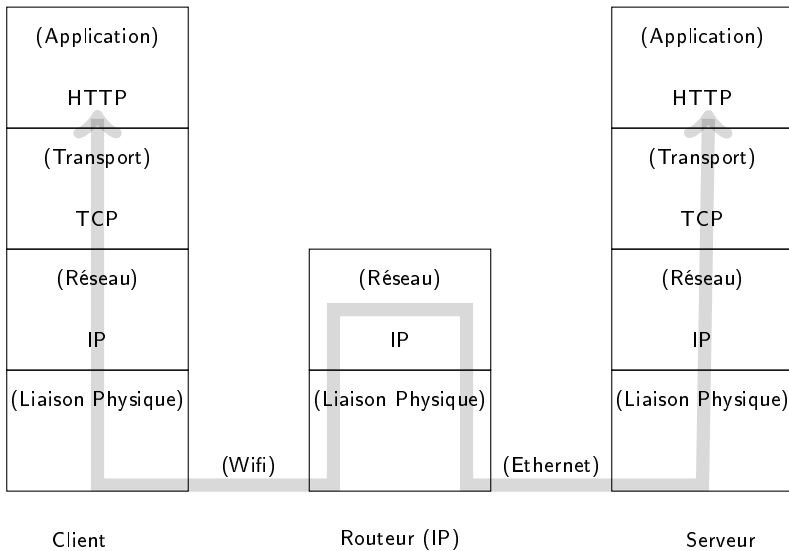 (Application)
HTTP
(Transport)
TCP
(Réseau)
IP
(Liaison Physique)
(Wifi)
(Réseau)
IP
(Liaison Physique)
(Ethernet)
(Application)
HTTP
(Transport)
TCP
(Réseau)
IP
(Liaison Physique)
Client
Routeur (IP)
Serveur